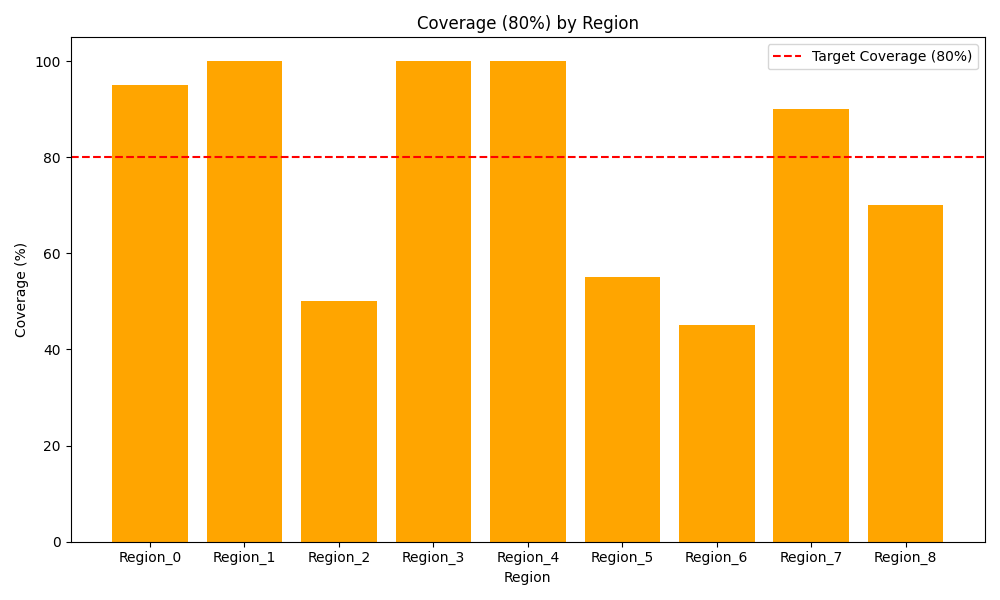 Coverage (80%) by Region
Target Coverage (80%)
Coverage (%)
100
80
60
40
20
0
Region_0 Region_1 Region_2 Region_3 Region_4 Region_5 Region_6 Region_7 Region_8
Region